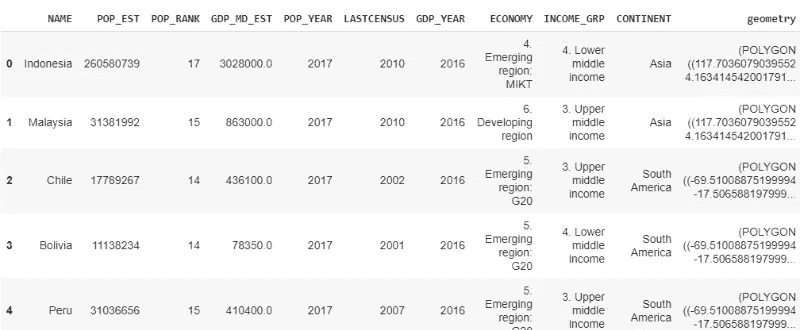 NAME POP_EST POP_RANK GDP_MD_EST POP_YEAR LASTCENSUS GDP_YEAR ECONOMY INCOME_GRP CONTINENT geometry
4.
Emerging
region:
MIKT
4. Lower
middle
income
(POLYGON
((117.7036079039552
4.163414542001791...
0 Indonesia 260580739 17 3028000.0 2017 2010 2016 Asia
6.
Developing
region
3. Upper
middle
income
(POLYGON
((117.7036079039552
4.163414542001791...
1 Malaysia 31381992 15 863000.0 2017 2010 2016 Asia
5.
Emerging
region:
G20
3. Upper
middle
income
South
America
(POLYGON
((-69.51008875199994
-17.506588197999...
2 Chile 17789267 14 436100.0 2017 2002 2016
5.
Emerging
region:
G20
4. Lower
middle
income
South
America
(POLYGON
((-69.51008875199994
-17.506588197999...
3 Bolivia 11138234 14 78350.0 2017 2001 2016
5.
Emerging
region:
G20
3. Upper
middle
income
South
America
(POLYGON
((-69.51008875199994
-17.506588197999...
4 Peru 31036656 15 410400.0 2017 2007 2016